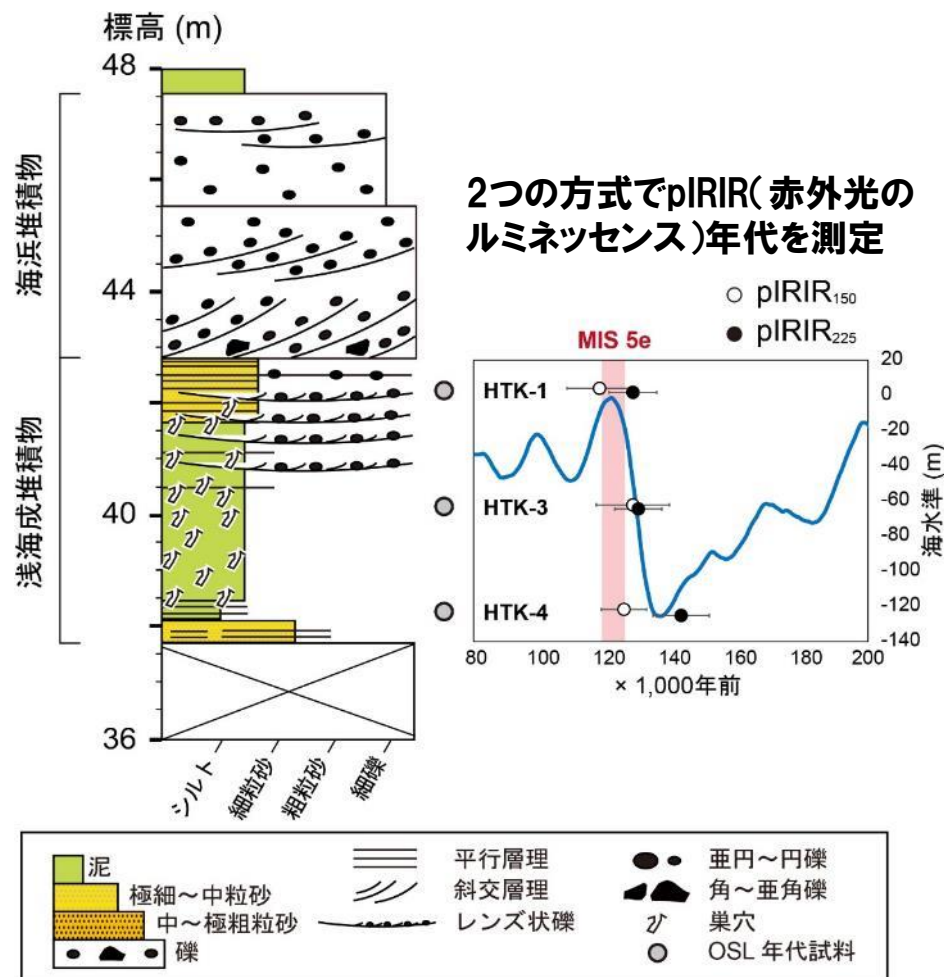 標高 (m)
48
44
40
36
海浜堆積物
浅海成堆積物
シルト
細粒砂
粗粒砂
細礫
2つの方式でpIRIR(赤外光の
ルミネッセンス)年代を測定
pIRIR150
pIRIR225
MIS 5e
HTK-1
HTK-3
HTK-4
20
0
-20
-40
-60
-80
-100
-120
-140
海水準 (m)
80 100 120 140 160 180 200
× 1,000年前
泥
極細～中粒砂
中～極粗粒砂
礫
平行層理
斜交層理
レンズ状礫
亜円～円礫
角～亜角礫
巣穴
OSL 年代試料